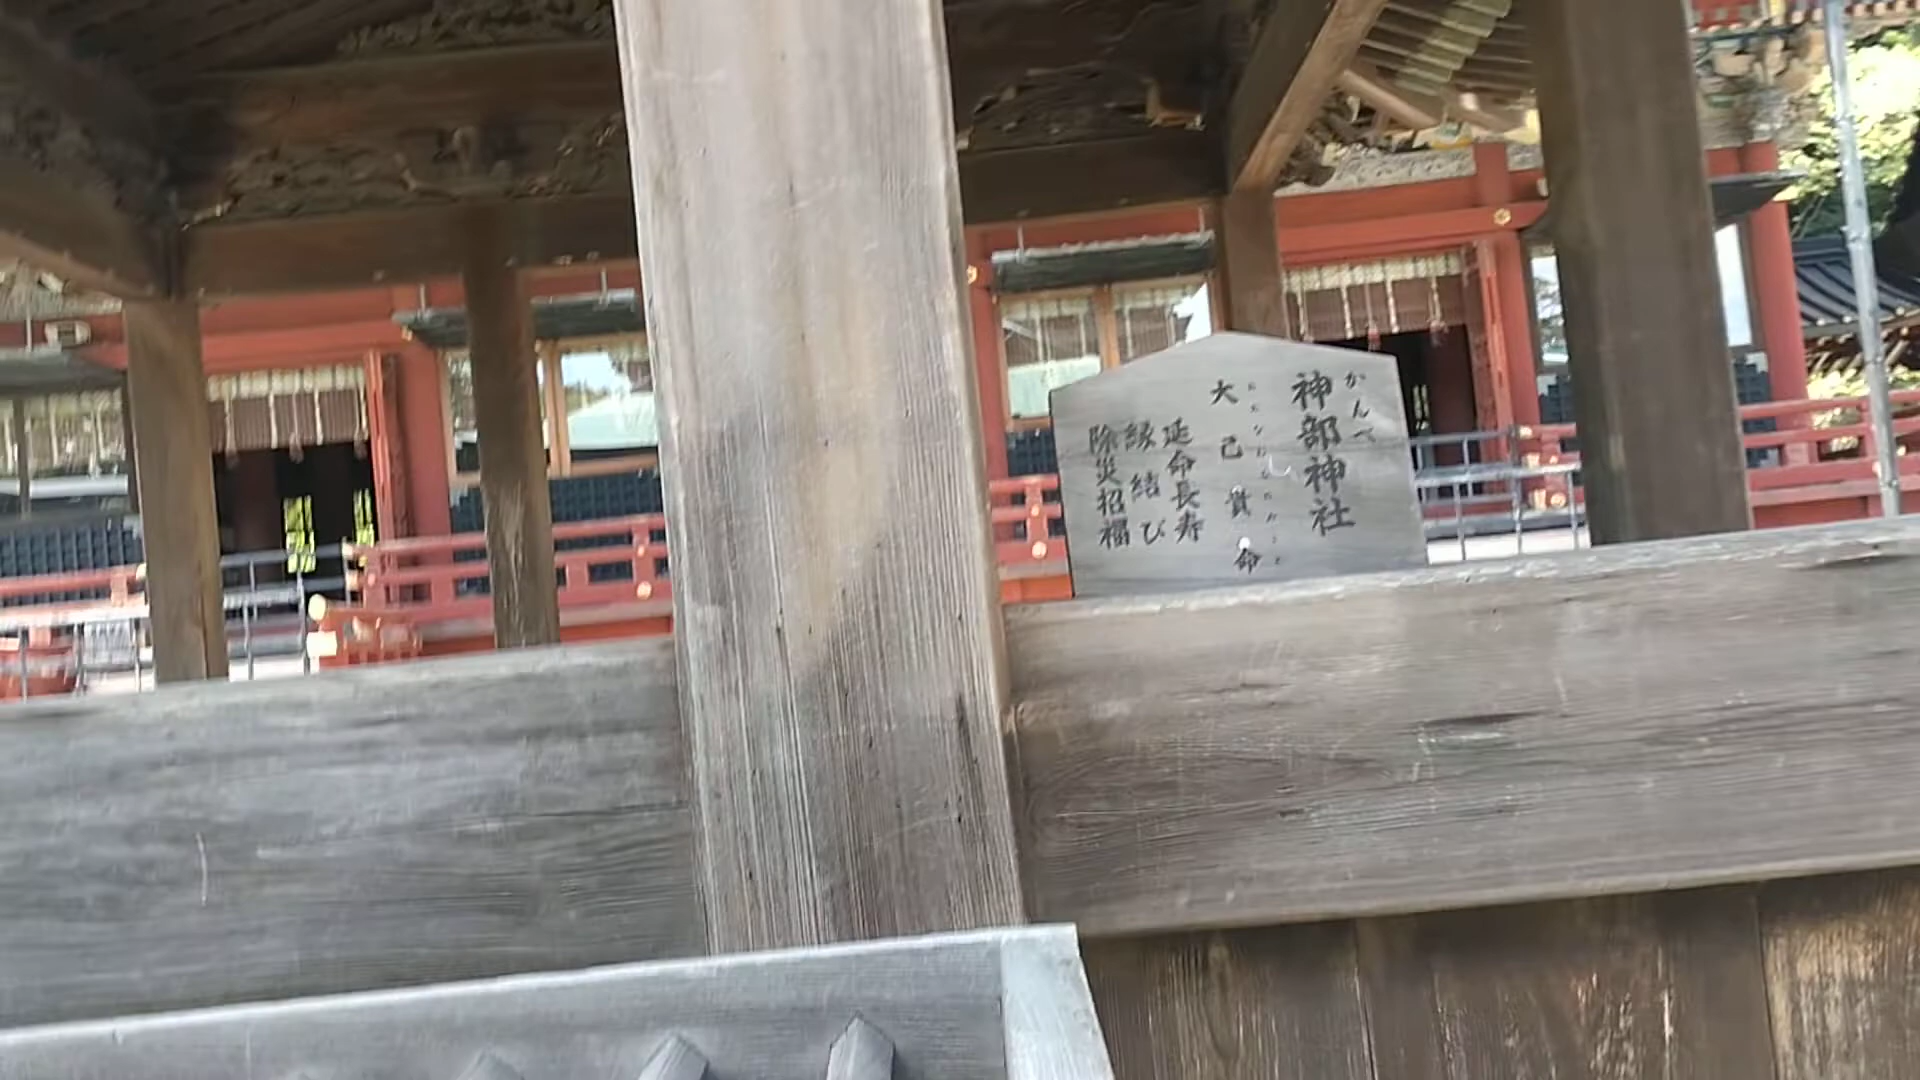 かんべ
神部神社
大己貴命
延命長寿
縁結び
除災招福